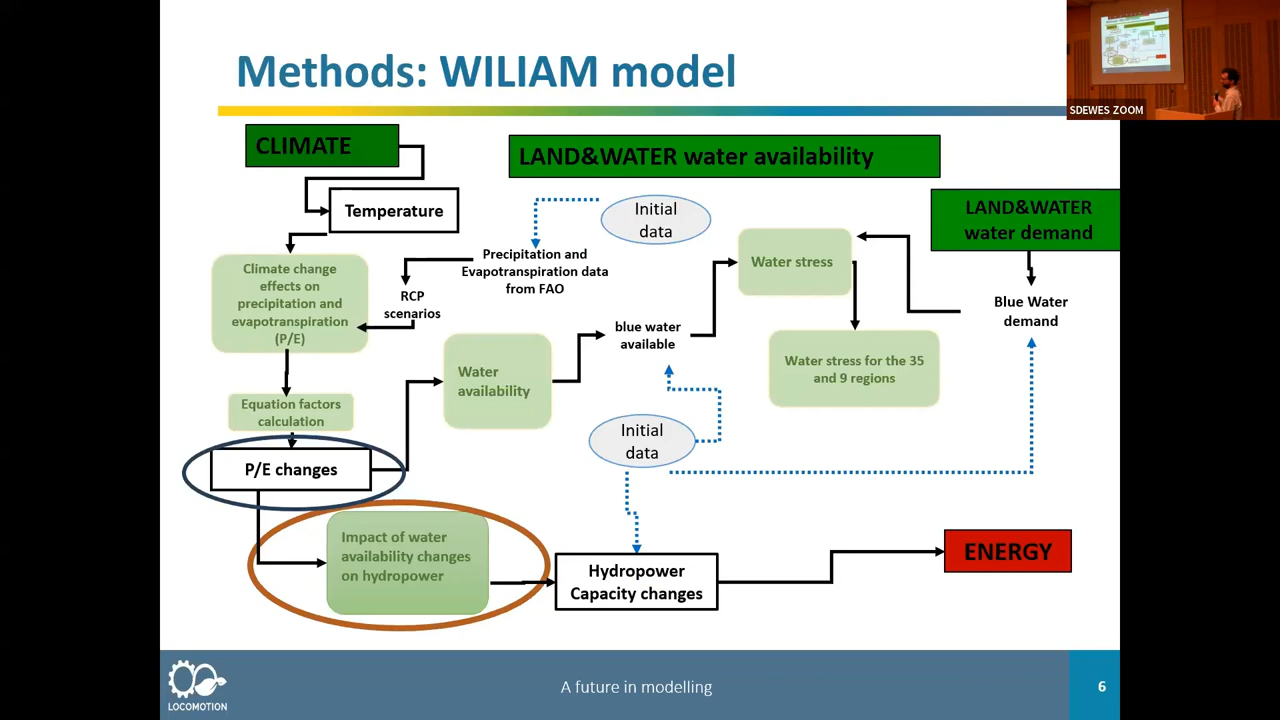 Methods: WILIAM model
SDEWES ZOOM
CLIMATE
LAND&WATER water availability
Temperature
Initial
data
LAND&WATER
water demand
Climate change
effects on
precipitation and
evapotranspiration
(P/E)
Precipitation and
Evapotranspiration data
from FAO
RCP
scenarios
Water stress
Blue Water
demand
blue water
available
Water
availability
Water stress for the 35
and 9 regions
Equation factors
calculation
Initial
data
P/E changes
Impact of water
availability changes
on hydropower
Hydropower
Capacity changes
ENERGY
LOCOMOTION
A future in modelling
6